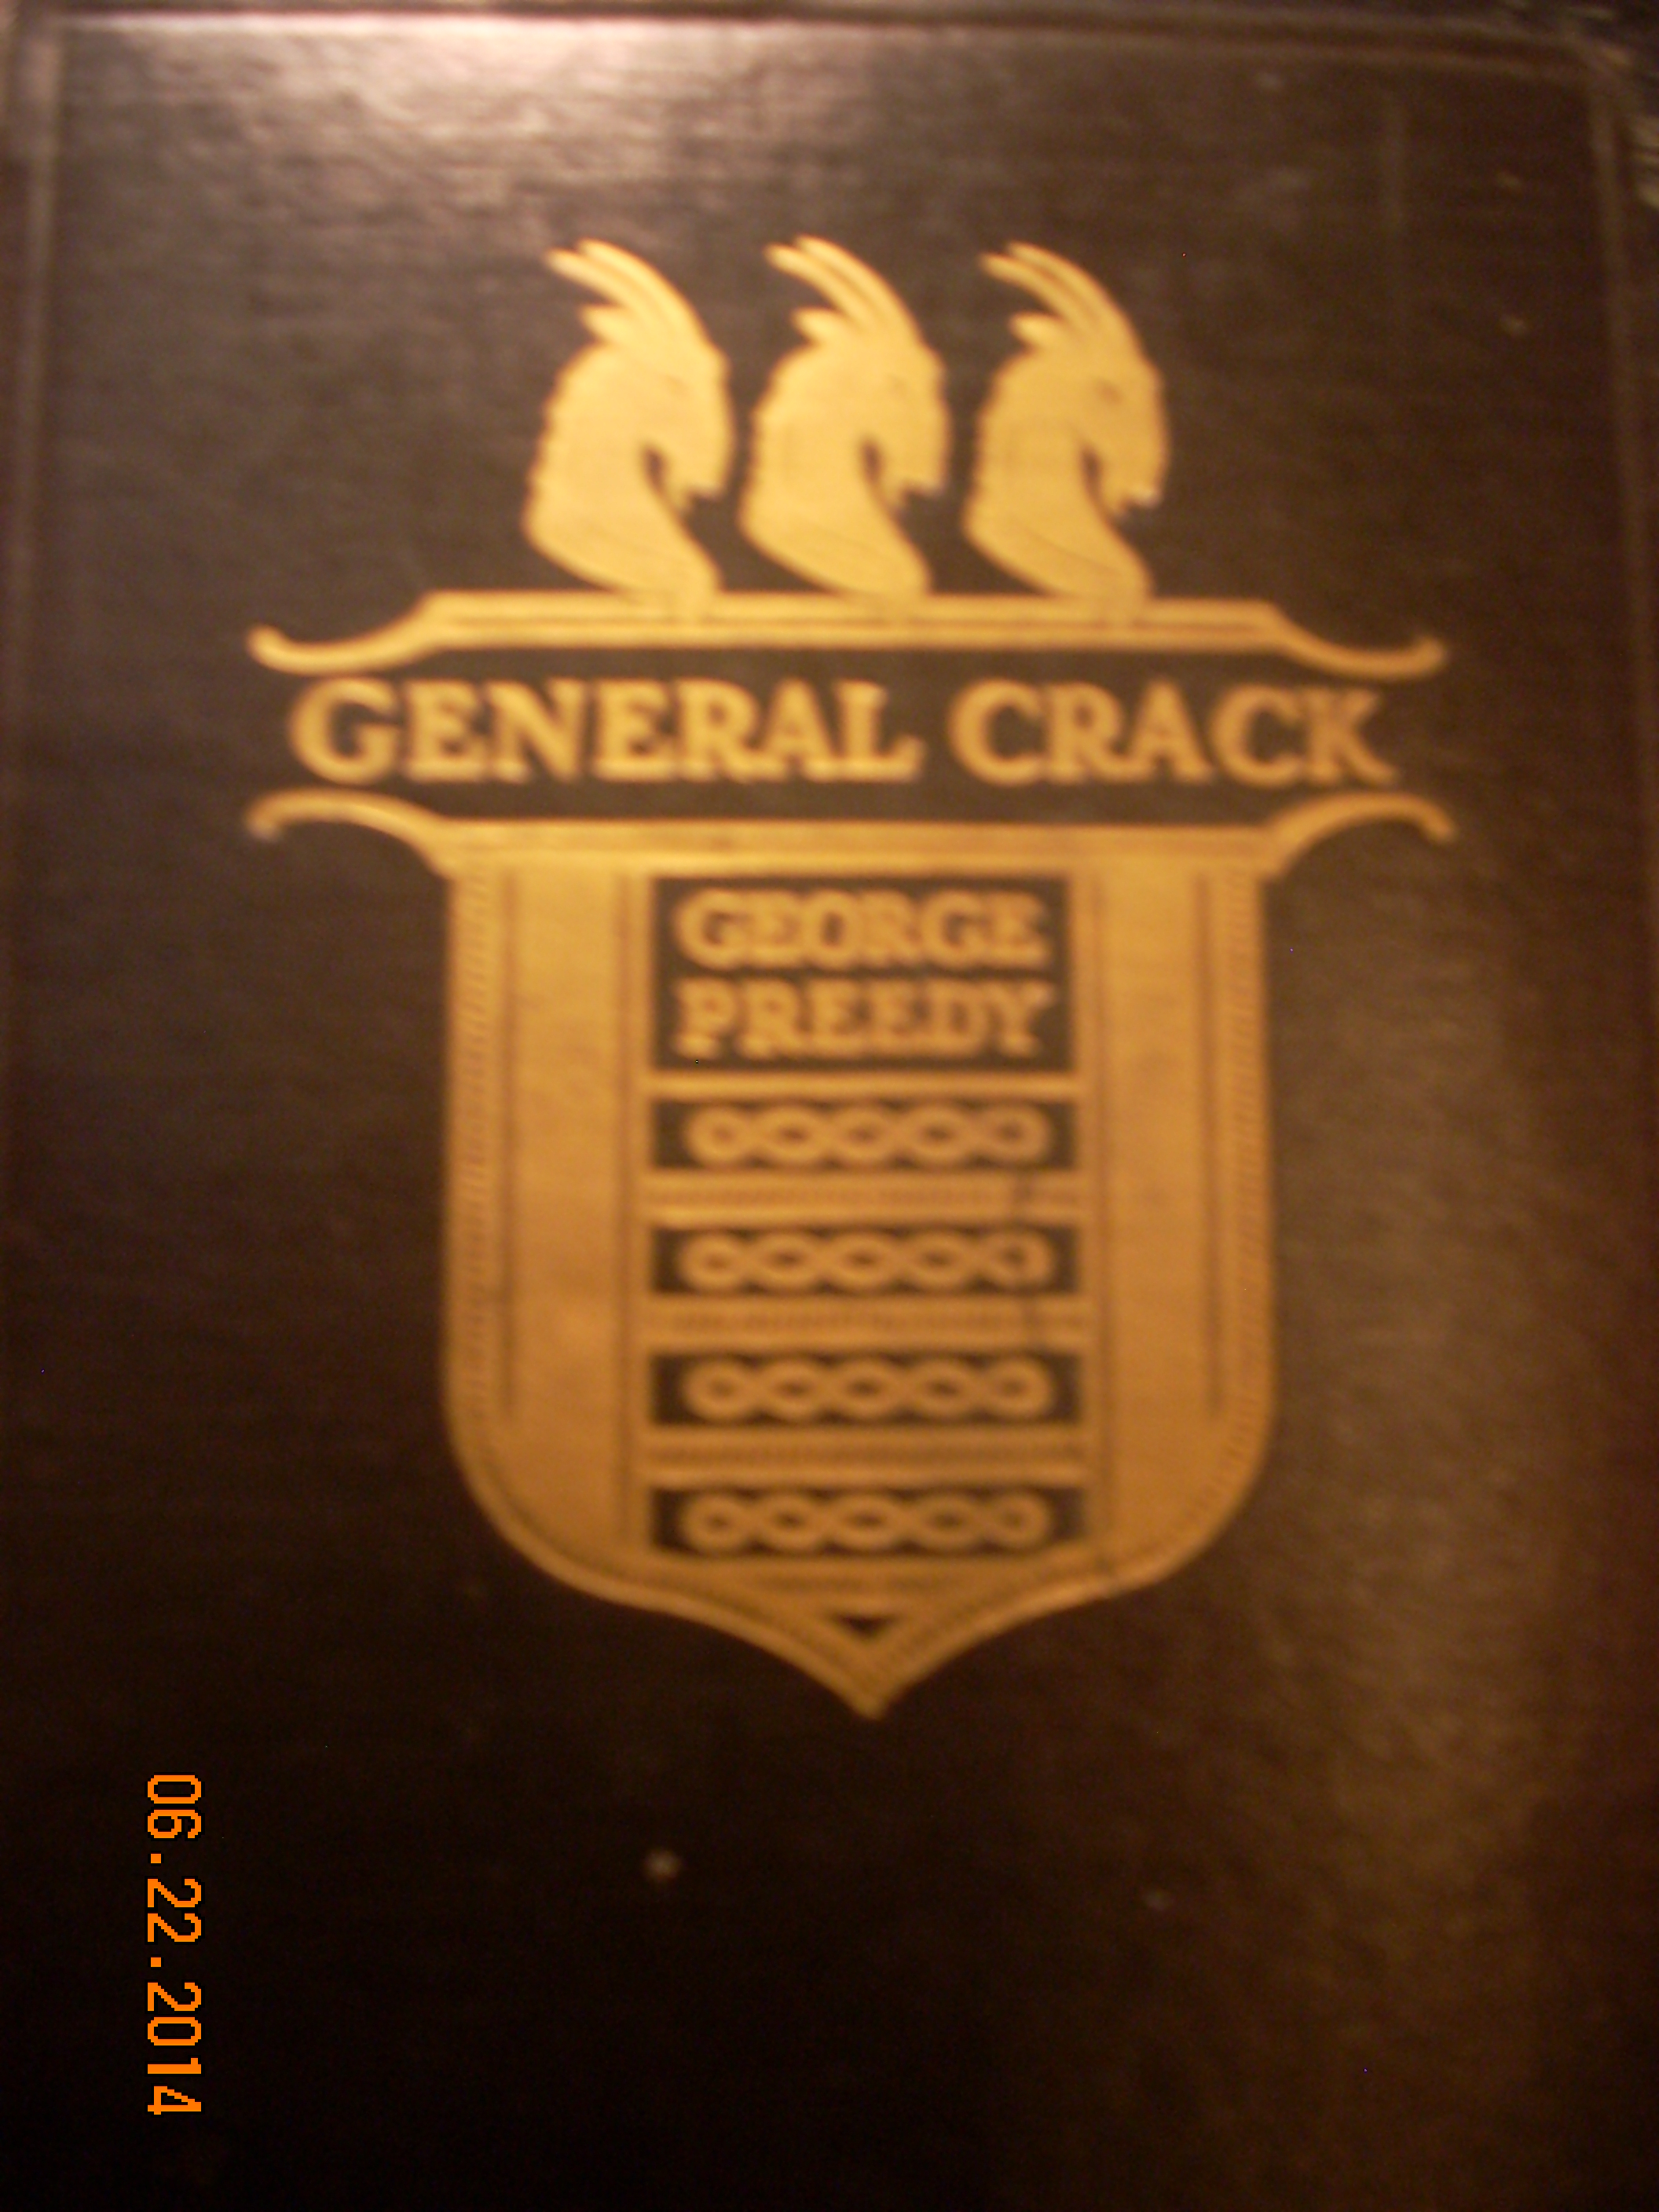 GENERAL CRACK
GEORGE
PREEDY
06.22.2014